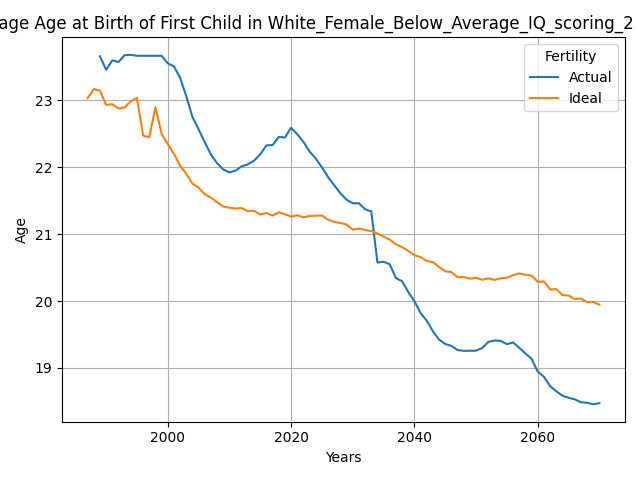 age Age at Birth of First Child in White_Female_Below_Average_IQ_scoring_2
Fertility
Actual
Ideal
Age
23
22
21
20
19
2000 2020 2040 2060
Years